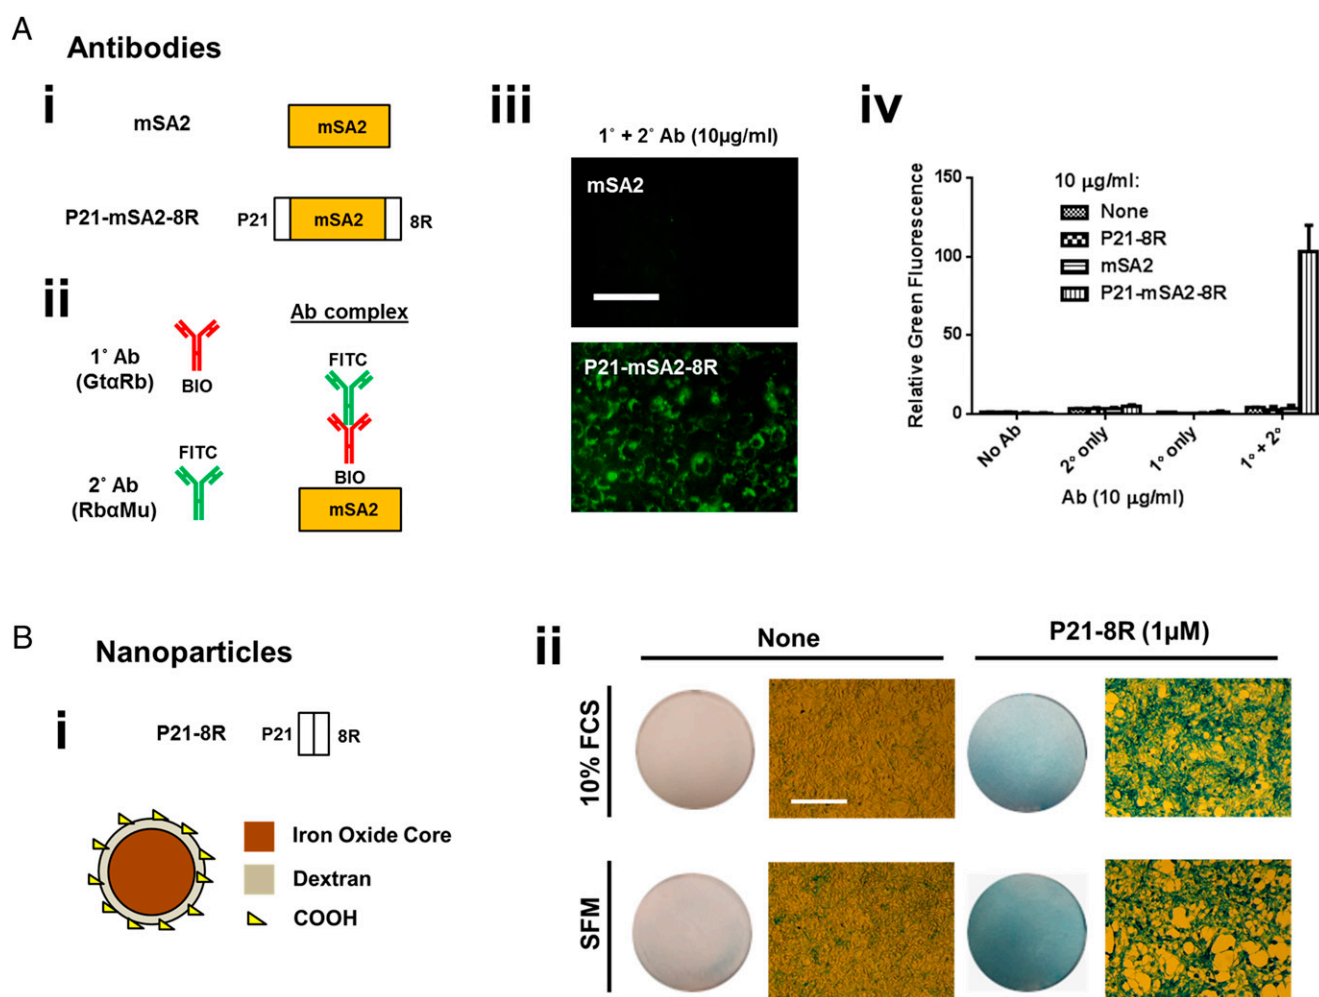 A
Antibodies
i
mSA2
mSA2
P21-mSA2-8R
P21
mSA2
8R
ii
1° Ab
(GtαRb)
BIO
2° Ab
(RbαMu)
FITC
Ab complex
FITC
BIO
mSA2
iii
1° + 2° Ab (10µg/ml)
mSA2
P21-mSA2-8R
iv
Relative Green Fluorescence
150
100
50
0
10 µg/ml:
None
P21-8R
mSA2
P21-mSA2-8R
No Ab
2° only
1° only
1° + 2°
Ab (10 µg/ml)
B
Nanoparticles
i
P21-8R
P21
8R
Iron Oxide Core
Dextran
COOH
ii
None
P21-8R (1µM)
10% FCS
SFM